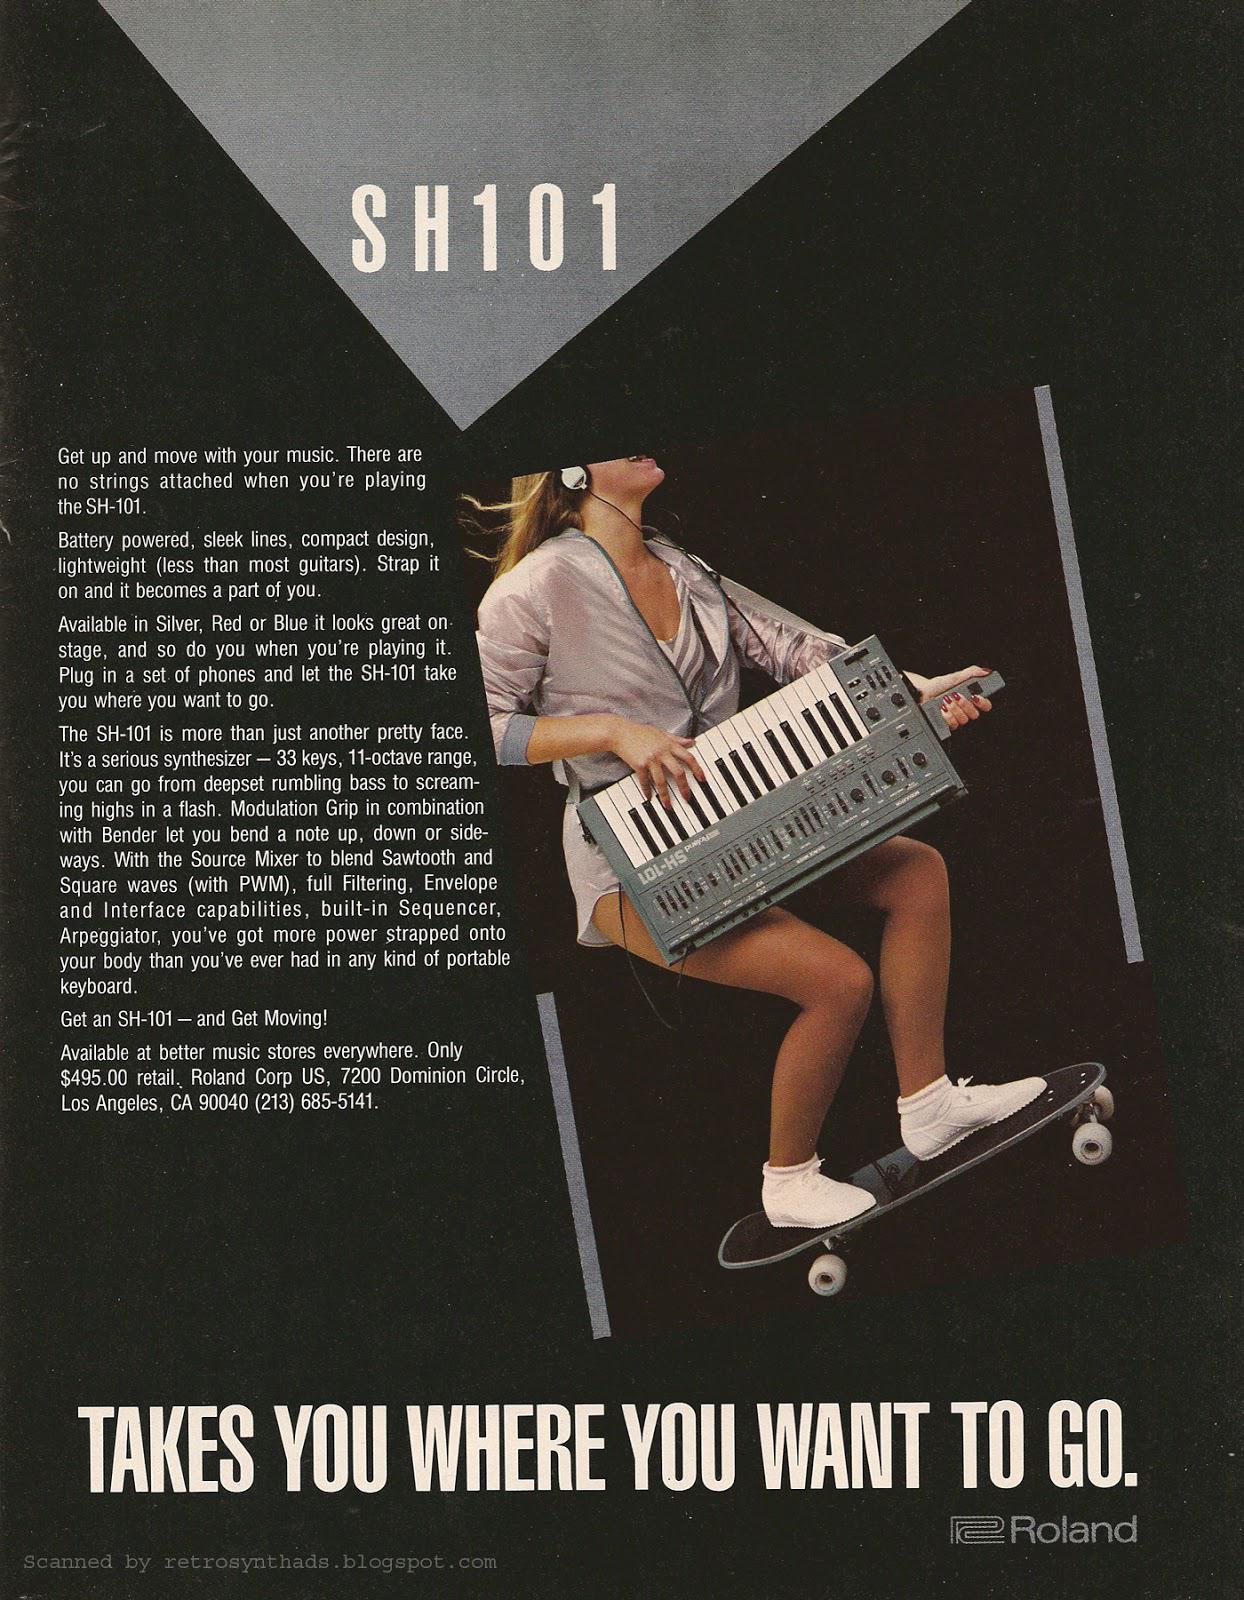 SH101
Get up and move with your music. There are
no strings attached when you're playing
the SH-101.
Battery powered, sleek lines, compact design,
lightweight (less than most guitars). Strap it
on and it becomes a part of you.
Available in Silver, Red or Blue it looks great on-
stage, and so do you when you're playing it.
Plug in a set of phones and let the SH-101 take
you where you want to go.
The SH-101 is more than just another pretty face.
It's a serious synthesizer — 33 keys, 11-octave range,
you can go from deepset rumbling bass to scream-
ing highs in a flash. Modulation Grip in combination
with Bender let you bend a note up, down or side-
ways. With the Source Mixer to blend Sawtooth and
Square waves (with PWM), full Filtering, Envelope
and Interface capabilities, built-in Sequencer,
Arpeggiator, you've got more power strapped onto
your body than you've ever had in any kind of portable
keyboard.
Get an SH-101 — and Get Moving!
Available at better music stores everywhere. Only
$495.00 retail. Roland Corp US, 7200 Dominion Circle,
Los Angeles, CA 90040 (213) 685-5141.
Roland
SH-101
TAKES YOU WHERE YOU WANT TO GO.
Roland
Scanned by retrosynthads.blogspot.com